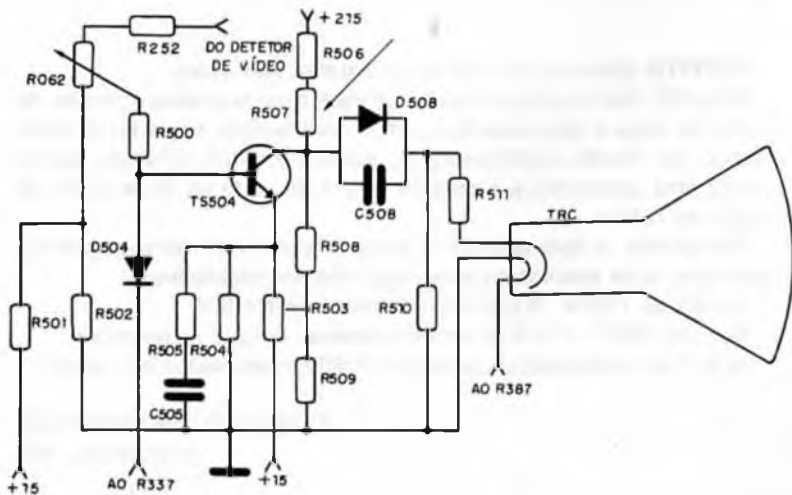 +275
R252
DO DETETOR
DE VÍDEO
R506
R062
D508
R507
R500
R511
TRC
TS504
C508
D504
R508
R501
R502
R503
R510
R505
R504
R509
C505
AO R387
+15
AO R337
+15